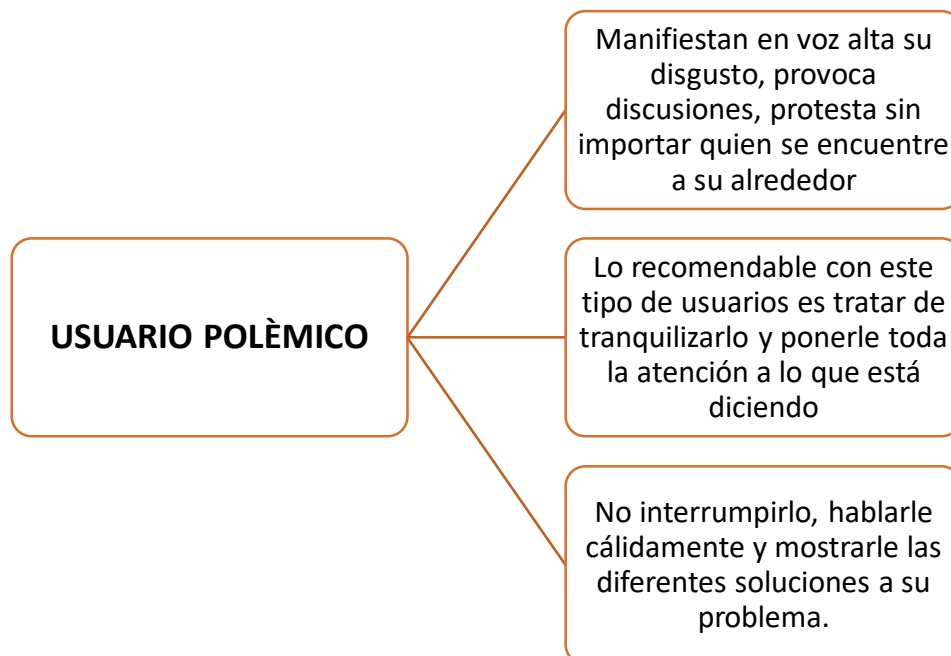 Manifiestan en voz alta su
disgusto, provoca
discusiones, protesta sin
importar quien se encuentre
a su alrededor
USUARIO POLÈMICO
Lo recomendable con este
tipo de usuarios es tratar de
tranquilizarlo y ponerle toda
la atención a lo que está
diciendo
No interrumpirlo, hablarle
cálidamente y mostrarle las
diferentes soluciones a su
problema.